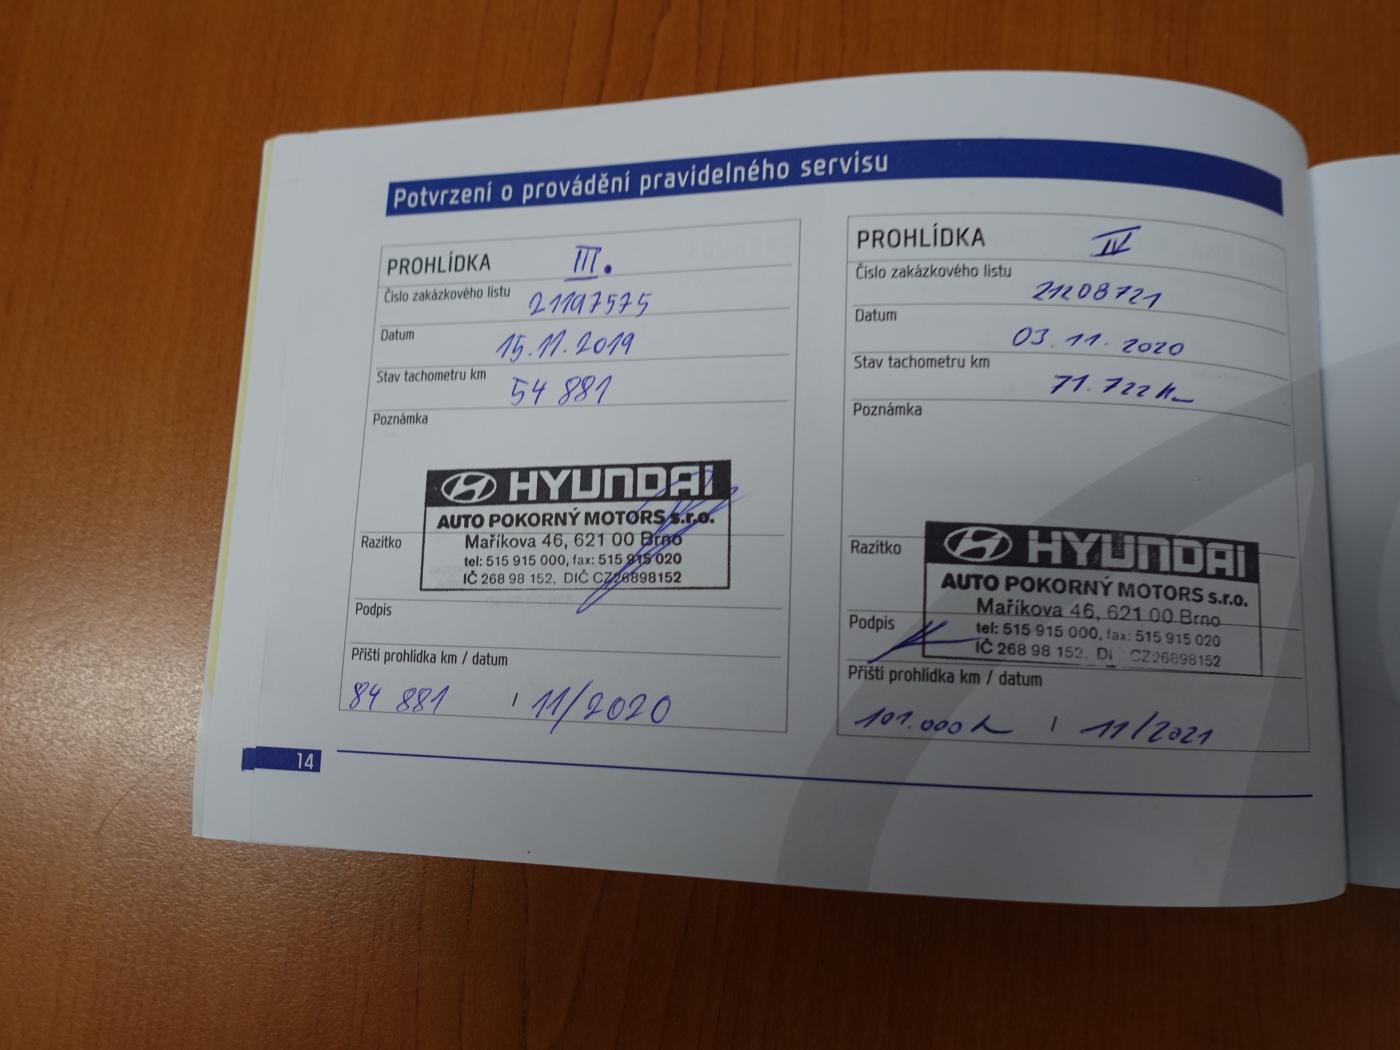 Potvrzení o provádění pravidelného servisu
PROHLÍDKA III.
Číslo zakázkového listu 21197575
Datum 15.11.2019
Stav tachometru km 54 881
Poznámka
HYUNDAI
AUTO POKORNÝ MOTORS s.r.o.
Maříkova 46, 621 00 Brno
tel: 515 915 000, fax: 515 915 020
IČ 268 98 152, DIČ CZ26898152
Razítko
Podpis
Příští prohlídka km / datum
84 881 / 11/2020
PROHLÍDKA IV
Číslo zakázkového listu 21208721
Datum 03.11.2020
Stav tachometru km 71.722 km
Poznámka
HYUNDAI
AUTO POKORNÝ MOTORS s.r.o.
Maříkova 46, 621 00 Brno
tel: 515 915 000, fax: 515 915 020
IČ 268 98 152, DI CZ26898152
Razítko
Podpis
Příští prohlídka km / datum
101.000 / 11/2021
14